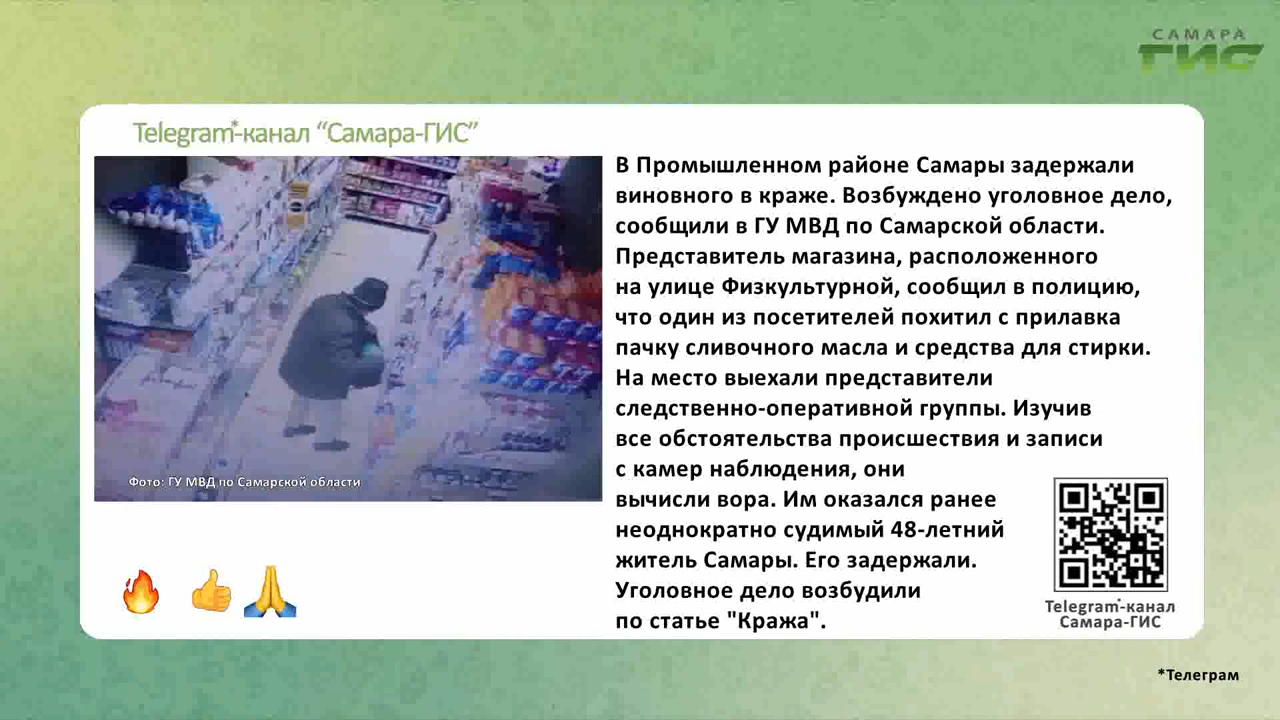 САМАРА
ГИС
Telegram*-канал “Самара-ГИС”
В Промышленном районе Самары задержали
виновного в краже. Возбуждено уголовное дело,
сообщили в ГУ МВД по Самарской области.
Представитель магазина, расположенного
на улице Физкультурной, сообщил в полицию,
что один из посетителей похитил с прилавка
пачку сливочного масла и средства для стирки.
На место выехали представители
следственно-оперативной группы. Изучив
все обстоятельства происшествия и записи
с камер наблюдения, они
вычисли вора. Им оказался ранее
неоднократно судимый 48-летний
житель Самары. Его задержали.
Уголовное дело возбудили
по статье "Кража".
Фото: ГУ МВД по Самарской области
Telegram*-канал
Самара-ГИС
*Телеграм